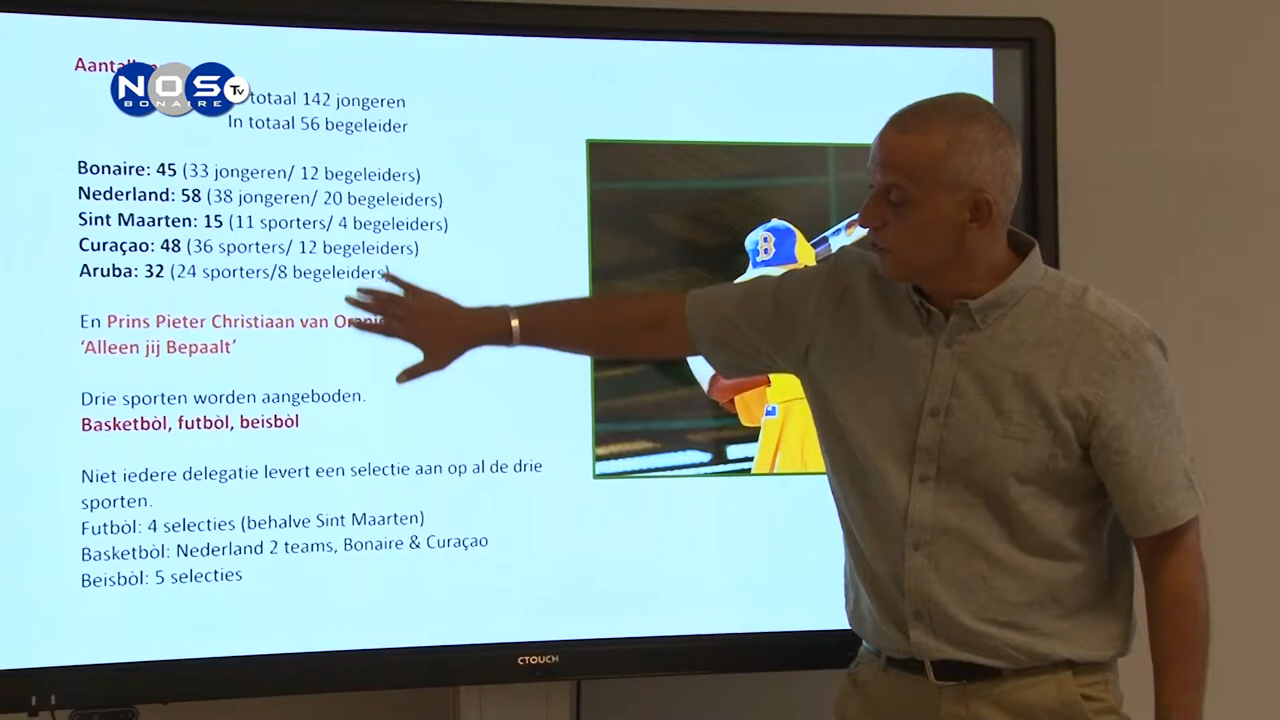 NOS TV
BONAIRE
totaal 142 jongeren
In totaal 56 begeleider
Bonaire: 45 (33 jongeren/ 12 begeleiders)
Nederland: 58 (38 jongeren/ 20 begeleiders)
Sint Maarten: 15 (11 sporters/ 4 begeleiders)
Curaçao: 48 (36 sporters/ 12 begeleiders)
Aruba: 32 (24 sporters/8 begeleiders)
En Prins Pieter Christiaan van
‘Alleen jij Bepaalt’
Drie sporten worden aangeboden.
Basketbòl, futbòl, beisbòl
Niet iedere delegatie levert een selectie aan op al de drie
sporten.
Futbòl: 4 selecties (behalve Sint Maarten)
Basketbòl: Nederland 2 teams, Bonaire & Curaçao
Beisbòl: 5 selecties
B
CTOUCH